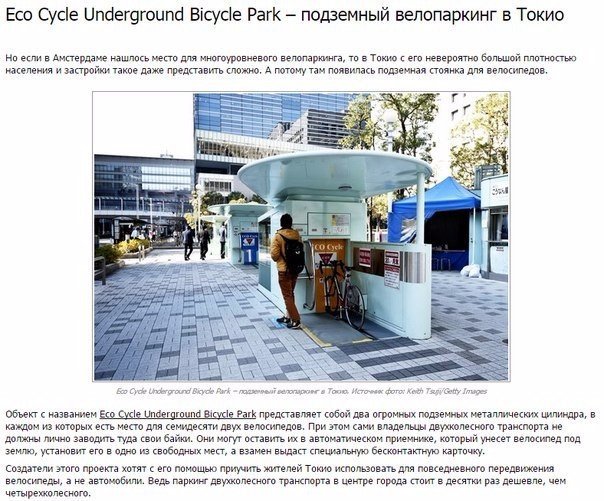 Eco Cycle Underground Bicycle Park – подземный велопаркинг в Токио
Но если в Амстердаме нашлось место для многоуровневого велопаркинга, то в Токио с его невероятно большой плотностью
населения и застройки такое даже представить сложно. А потому там появилась подземная стоянка для велосипедов.
ECO Cycle
Eco Cycle Underground Bicycle Park – подземный велопаркинг в Токио. Источник фото: Keith Tsuji/Getty Images
Объект с названием Eco Cycle Underground Bicycle Park представляет собой два огромных подземных металлических цилиндра, в
каждом из которых есть место для семидесяти двух велосипедов. При этом сами владельцы двухколесного транспорта не
должны лично заводить туда свои байки. Они могут оставить их в автоматическом приемнике, который унесет велосипед под
землю, установит его в одно из свободных мест, а взамен выдаст специальную бесконтактную карточку.
Создатели этого проекта хотят с его помощью приучить жителей Токио использовать для повседневного передвижения
велосипеды, а не автомобили. Ведь паркинг двухколесного транспорта в центре города стоит в десятки раз дешевле, чем
четырехколесного.